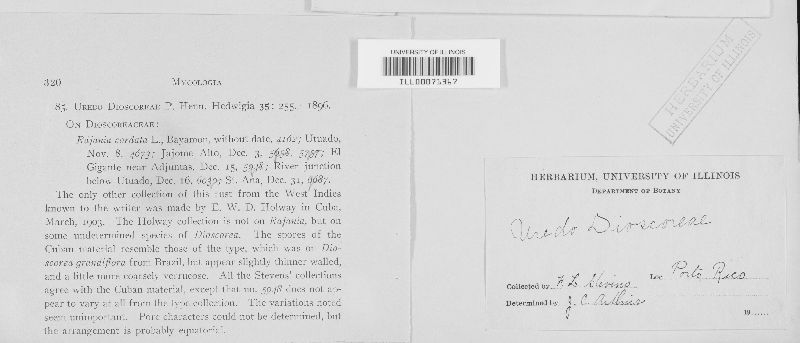 UNIVERSITY OF ILLINOIS
ILL00071367
HERBARIUM
UNIVERSITY OF ILLINOIS
320 MYCOLOGIA
85. UREDO DIOSCOREAE P. Henn. Hedwigia 35: 255. 1896.
ON DIOSCOREACEAE:
Rajania cordata L., Bayamon, without date, 2162; Utuado,
Nov. 8, 4673; Jajome Alto, Dec. 3, 5658, 5757; El
Gigante near Adjuntas, Dec. 15, 5948; River junction
below Utuado, Dec. 16, 6030; St. Ana, Dec. 31, 6687.
The only other collection of this rust from the West Indies
known to the writer was made by E. W. D. Holway in Cuba,
March, 1903. The Holway collection is not on Rajania, but on
some undetermined species of Dioscorea. The spores of the
Cuban material resemble those of the type, which was on Dio-
scorea grandiflora from Brazil, but appear slightly thinner walled,
and a little more coarsely verrucose. All the Stevens' collections
agree with the Cuban material, except that no. 5948 does not ap-
pear to vary at all from the type collection. The variations noted
seem unimportant. Pore characters could not be determined, but
the arrangement is probably equatorial.
HERBARIUM, UNIVERSITY OF ILLINOIS
DEPARTMENT OF BOTANY
Uredo Dioscoreae
Collected by F. L. Stevens Loc. Porto Rico
Determined by J. C. Arthur
19......